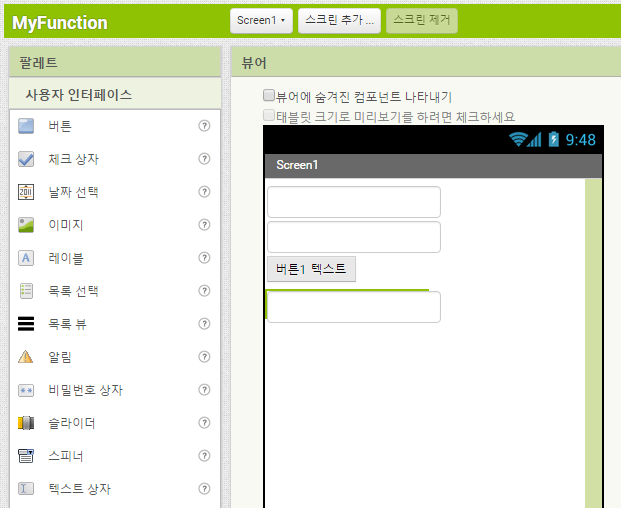 MyFunction
Screen1
스크린 추가 ...
스크린 제거
팔레트
사용자 인터페이스
버튼
체크 상자
날짜 선택
이미지
레이블
목록 선택
목록 뷰
알림
비밀번호 상자
슬라이더
스피너
텍스트 상자
뷰어
뷰어에 숨겨진 컴포넌트 나타내기
태블릿 크기로 미리보기를 하려면 체크하세요
9:48
Screen1
버튼1 텍스트